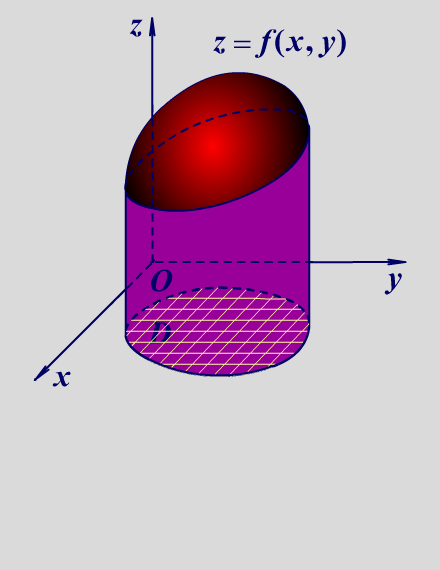 z
z = f(x, y)
O
y
D
x